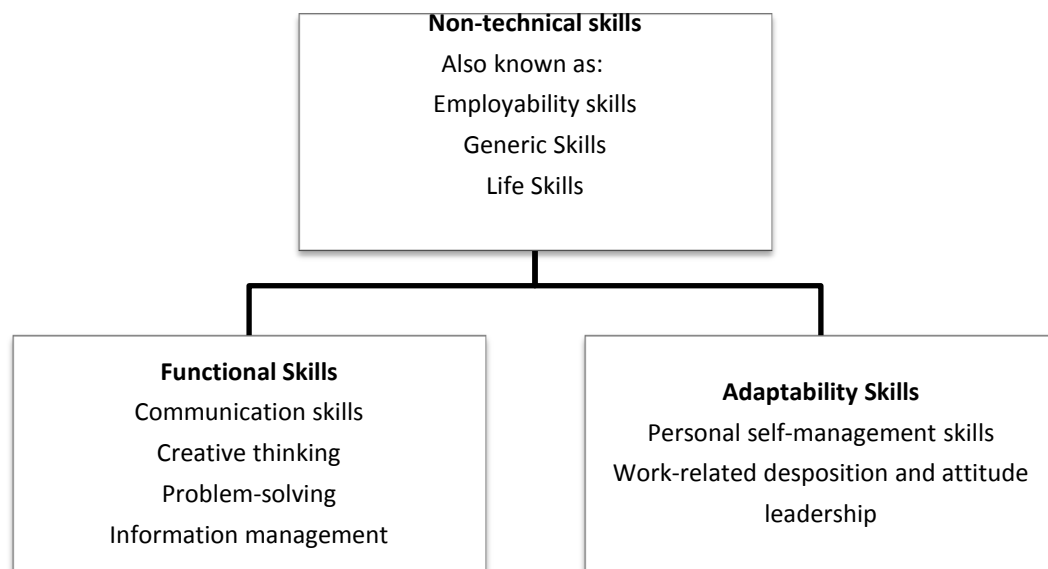 Non-technical skills
Also known as:
Employability skills
Generic Skills
Life Skills
Functional Skills
Communication skills
Creative thinking
Problem-solving
Information management
Adaptability Skills
Personal self-management skills
Work-related desposition and attitude
leadership